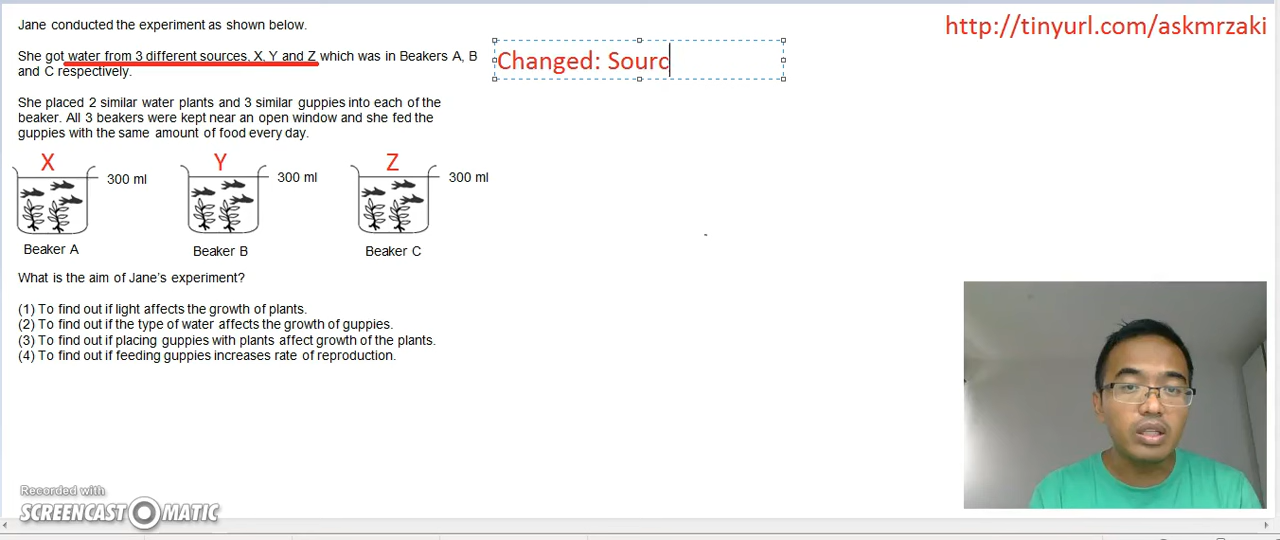 Jane conducted the experiment as shown below.
http://tinyurl.com/askmrzaki
She got water from 3 different sources, X, Y and Z which was in Beakers A, B
and C respectively.
Changed: Sourc
She placed 2 similar water plants and 3 similar guppies into each of the
beaker. All 3 beakers were kept near an open window and she fed the
guppies with the same amount of food every day.
X Y Z
300 ml 300 ml 300 ml
Beaker A Beaker B Beaker C
What is the aim of Jane's experiment?
(1) To find out if light affects the growth of plants.
(2) To find out if the type of water affects the growth of guppies.
(3) To find out if placing guppies with plants affect growth of the plants.
(4) To find out if feeding guppies increases rate of reproduction.
Recorded with
SCREENCAST MATIC